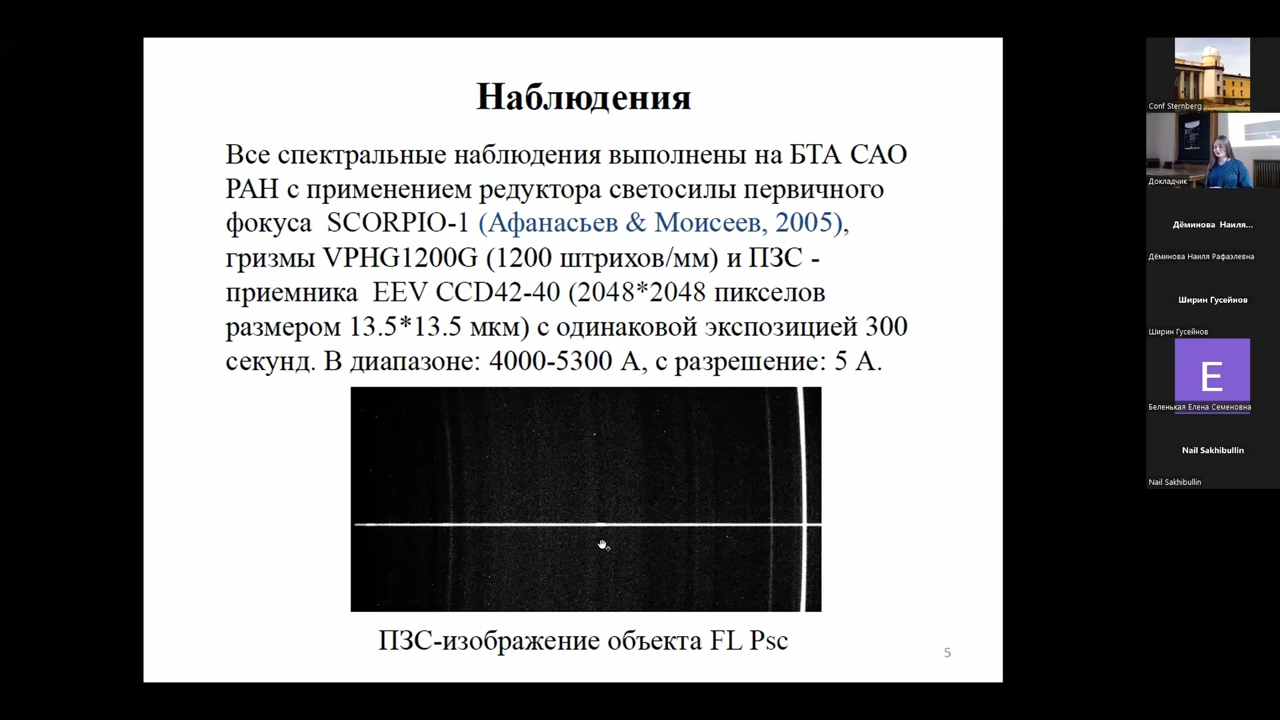 Наблюдения
Все спектральные наблюдения выполнены на БТА САО
РАН с применением редуктора светосилы первичного
фокуса SCORPIO-1 (Афанасьев & Моисеев, 2005),
гризмы VPHG1200G (1200 штрихов/мм) и ПЗС -
приемника EEV CCD42-40 (2048*2048 пикселов
размером 13.5*13.5 мкм) с одинаковой экспозицией 300
секунд. В диапазоне: 4000-5300 А, с разрешение: 5 А.
ПЗС-изображение объекта FL Psc
5
Conf Sternberg
Докладчик
Дёминова Наиля...
Дёминова Наиля Рафаэлевна
Ширин Гусейнов
Ширин Гусейнов
E
Беленькая Елена Семеновна
Nail Sakhibullin
Nail Sakhibullin